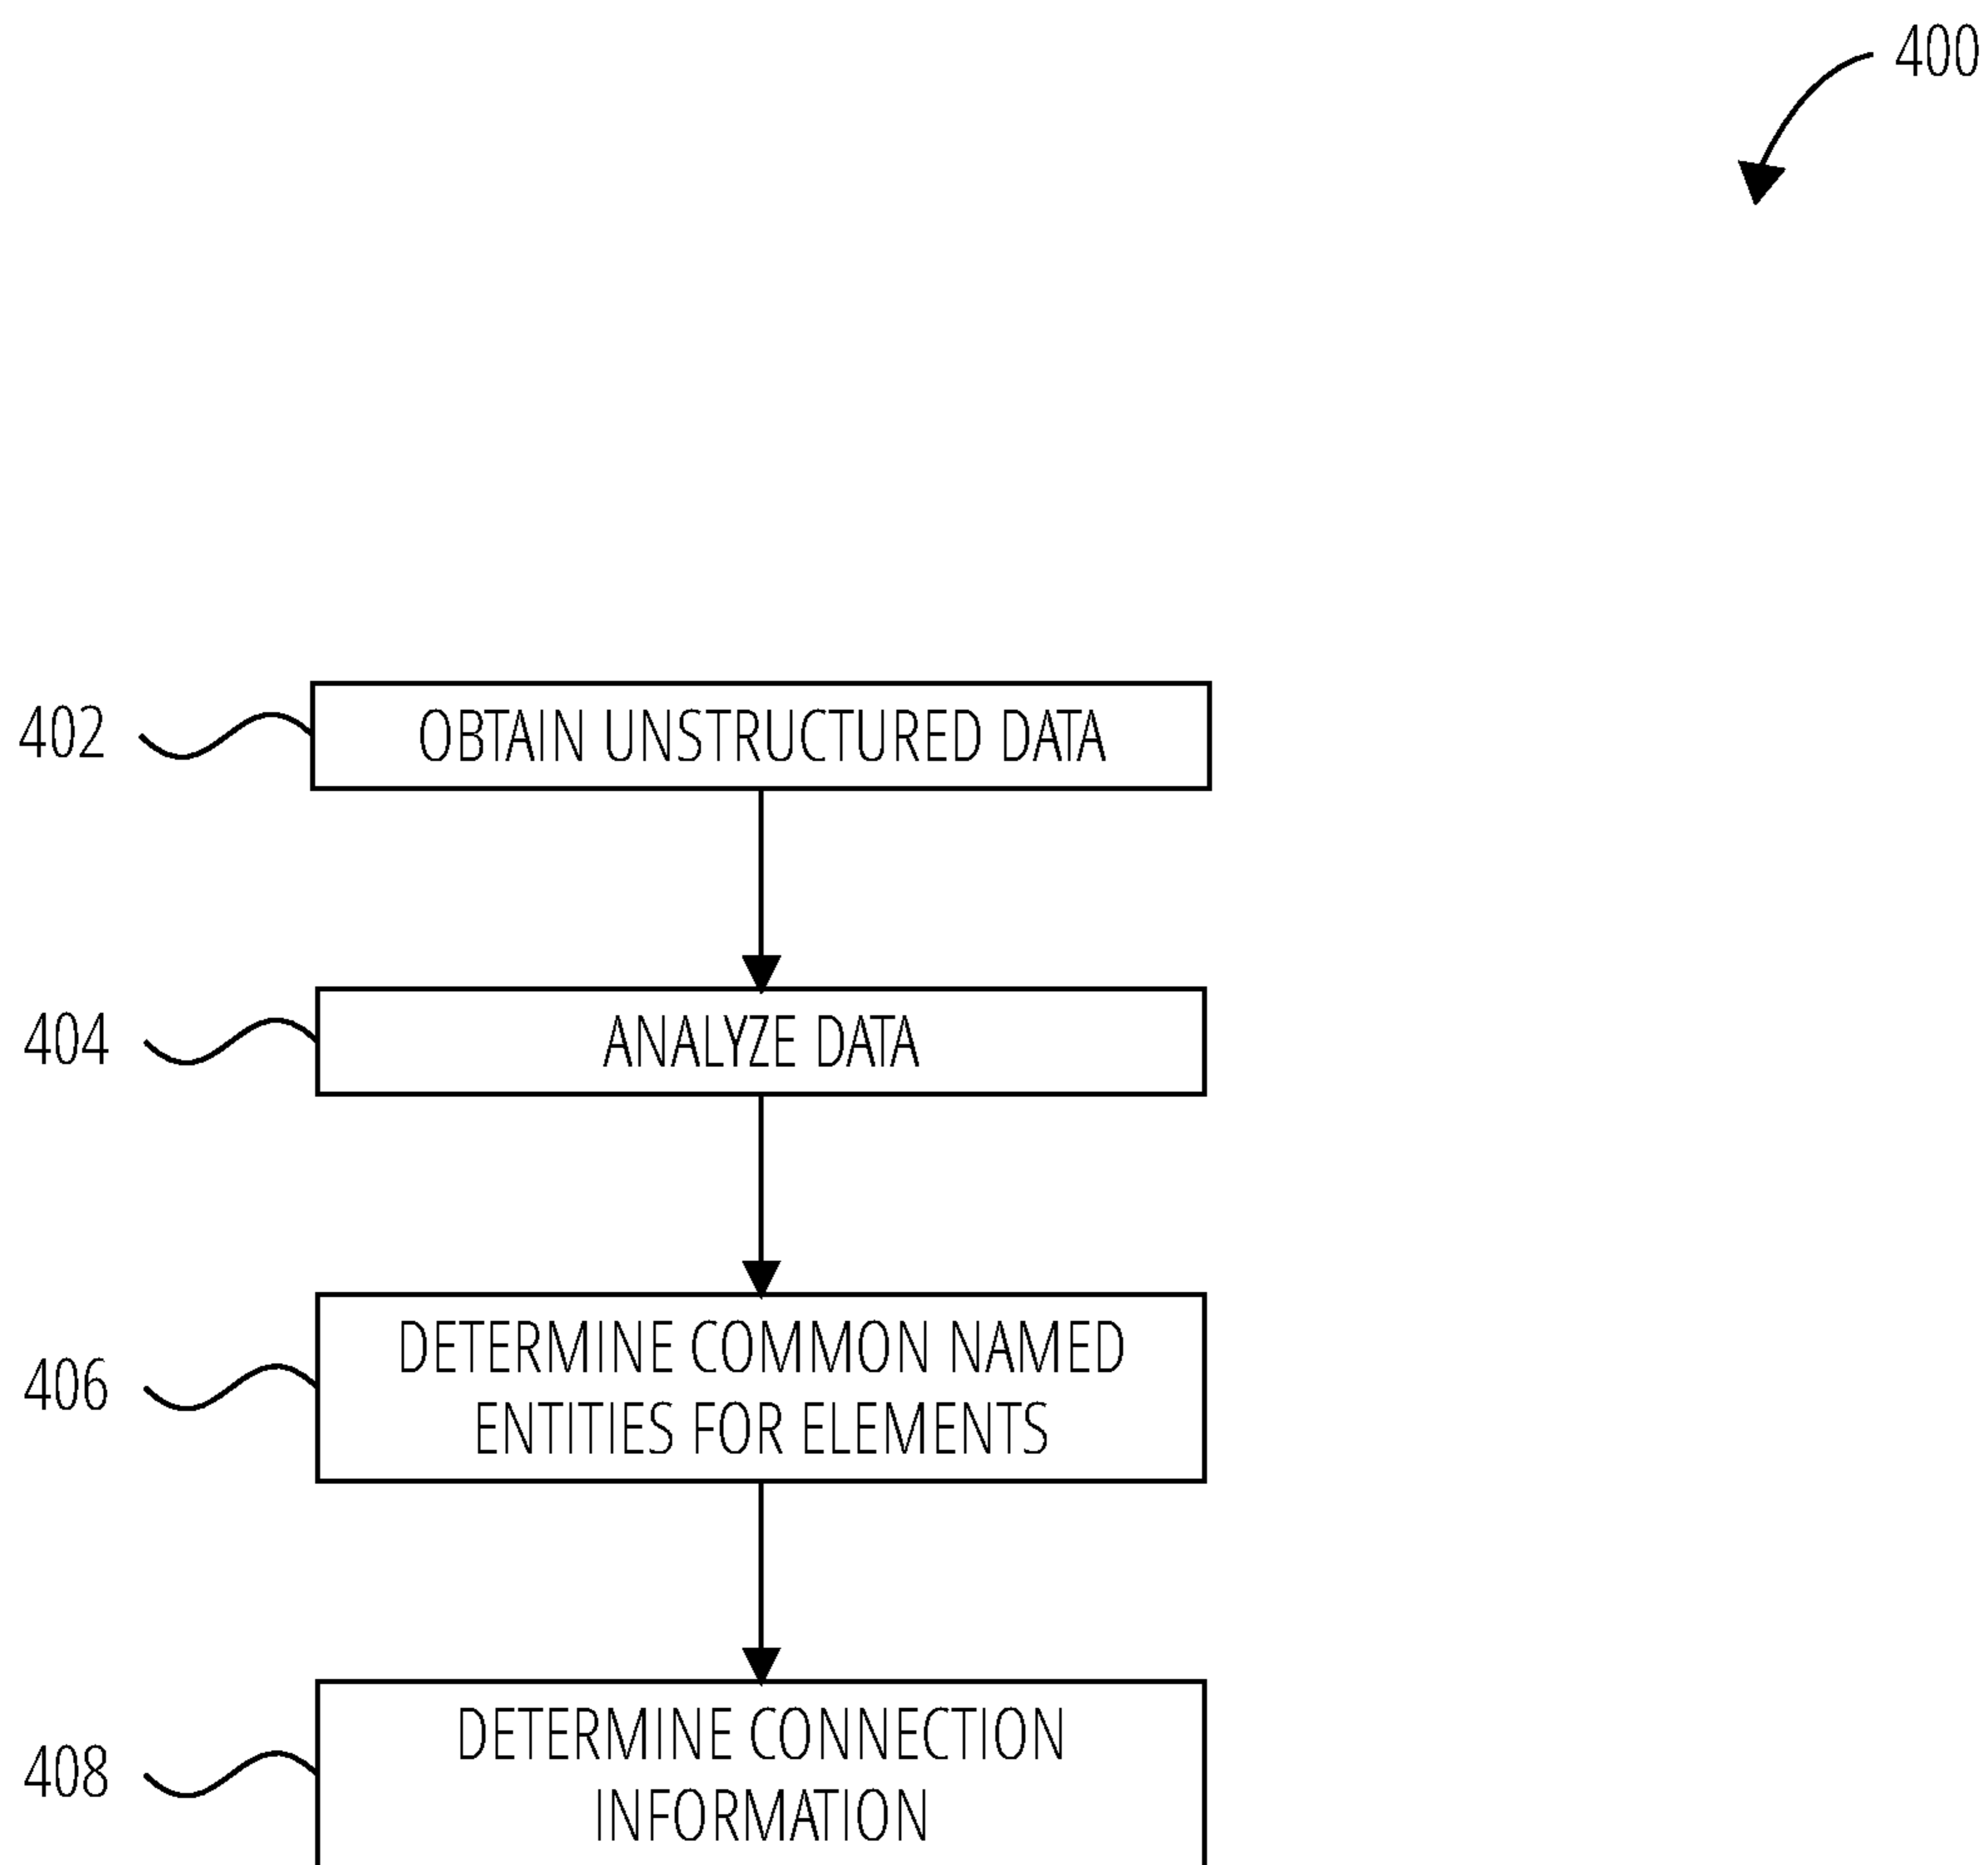 400
402
OBTAIN UNSTRUCTURED DATA
404
ANALYZE DATA
406
DETERMINE COMMON NAMED
ENTITIES FOR ELEMENTS
408
DETERMINE CONNECTION
INFORMATION